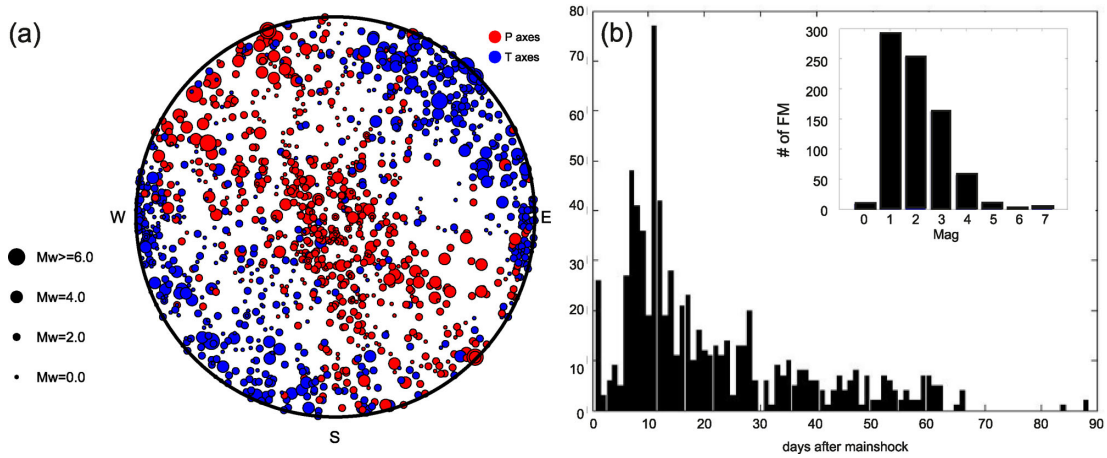 (a)
P axes
T axes
W
E
S
Mw>=6.0
Mw=4.0
Mw=2.0
Mw=0.0
(b)
80
70
60
50
40
30
20
10
0
0 10 20 30 40 50 60 70 80 90
days after mainshock
300
250
200
150
100
50
0
# of FM
0 1 2 3 4 5 6 7
Mag